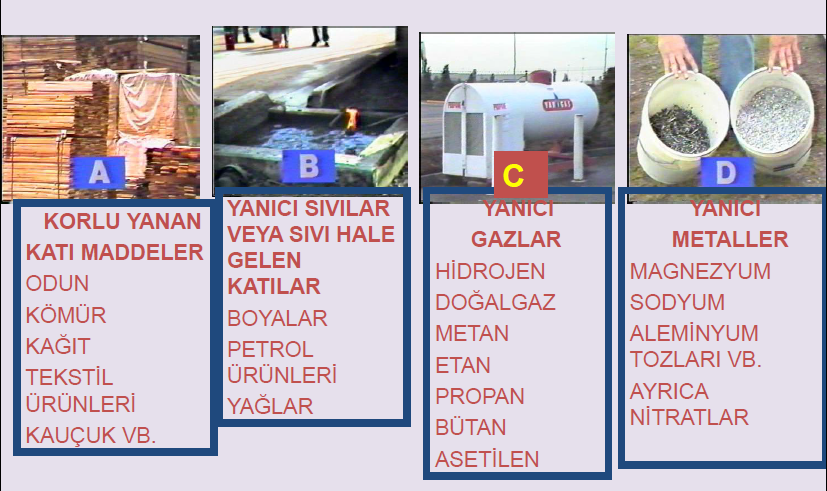 A
KORLU YANAN
KATI MADDELER
ODUN
KÖMÜR
KAĞIT
TEKSTİL
ÜRÜNLERİ
KAUÇUK VB.
B
YANICI SIVILAR
VEYA SIVI HALE
GELEN
KATILAR
BOYALAR
PETROL
ÜRÜNLERİ
YAĞLAR
PROPAN
C
YANICI
GAZLAR
HİDROJEN
DOĞALGAZ
METAN
ETAN
PROPAN
BÜTAN
ASETİLEN
D
YANICI
METALLER
MAGNEZYUM
SODYUM
ALEMİNYUM
TOZLARI VB.
AYRICA
NİTRATLAR